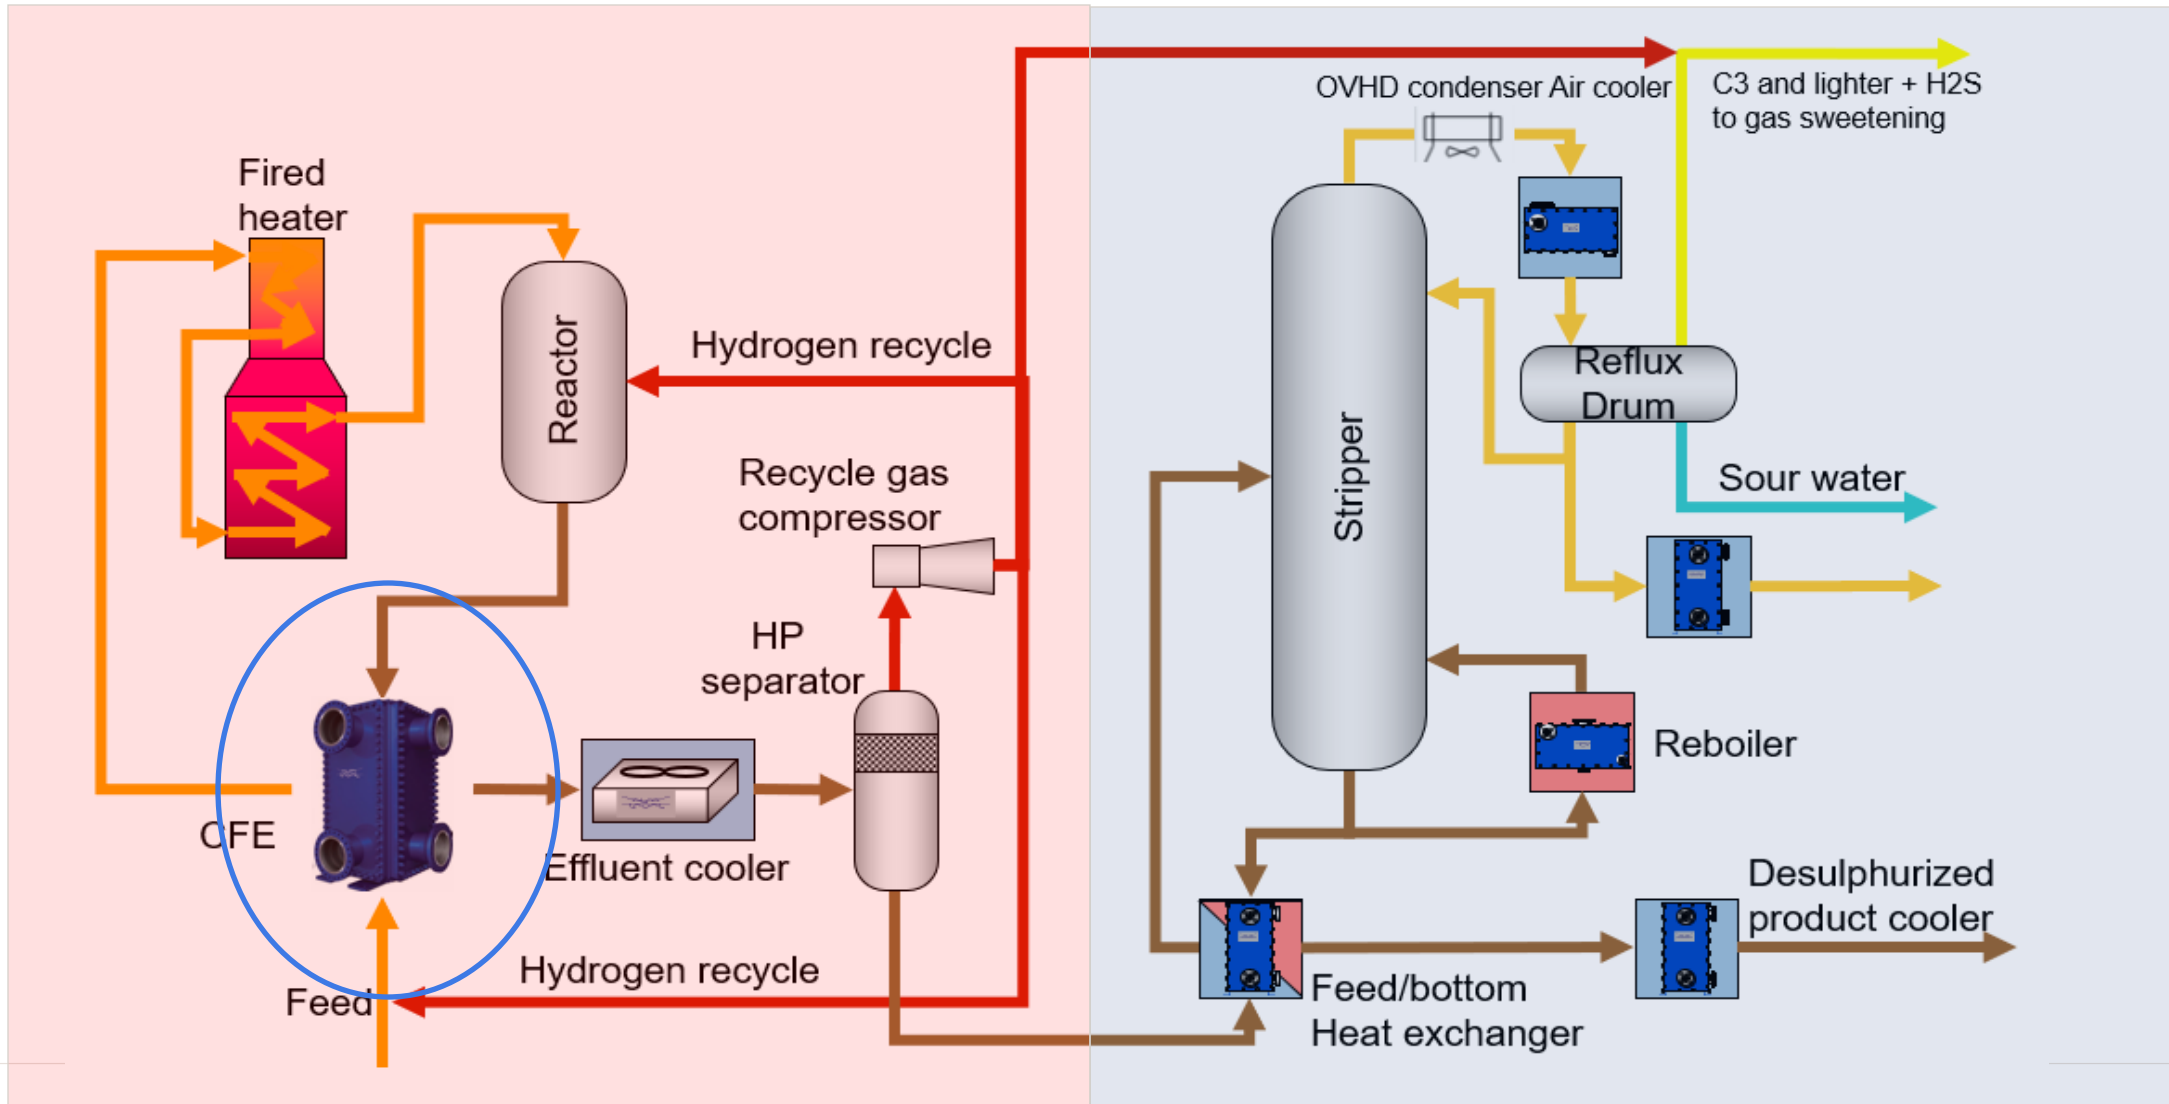 OVHD condenser Air cooler
C3 and lighter + H2S
to gas sweetening
Fired
heater
Reactor
Hydrogen recycle
Recycle gas
compressor
HP
separator
CFE
Effluent cooler
Hydrogen recycle
Feed
Stripper
Reflux
Drum
Sour water
Reboiler
Desulphurized
product cooler
Feed/bottom
Heat exchanger